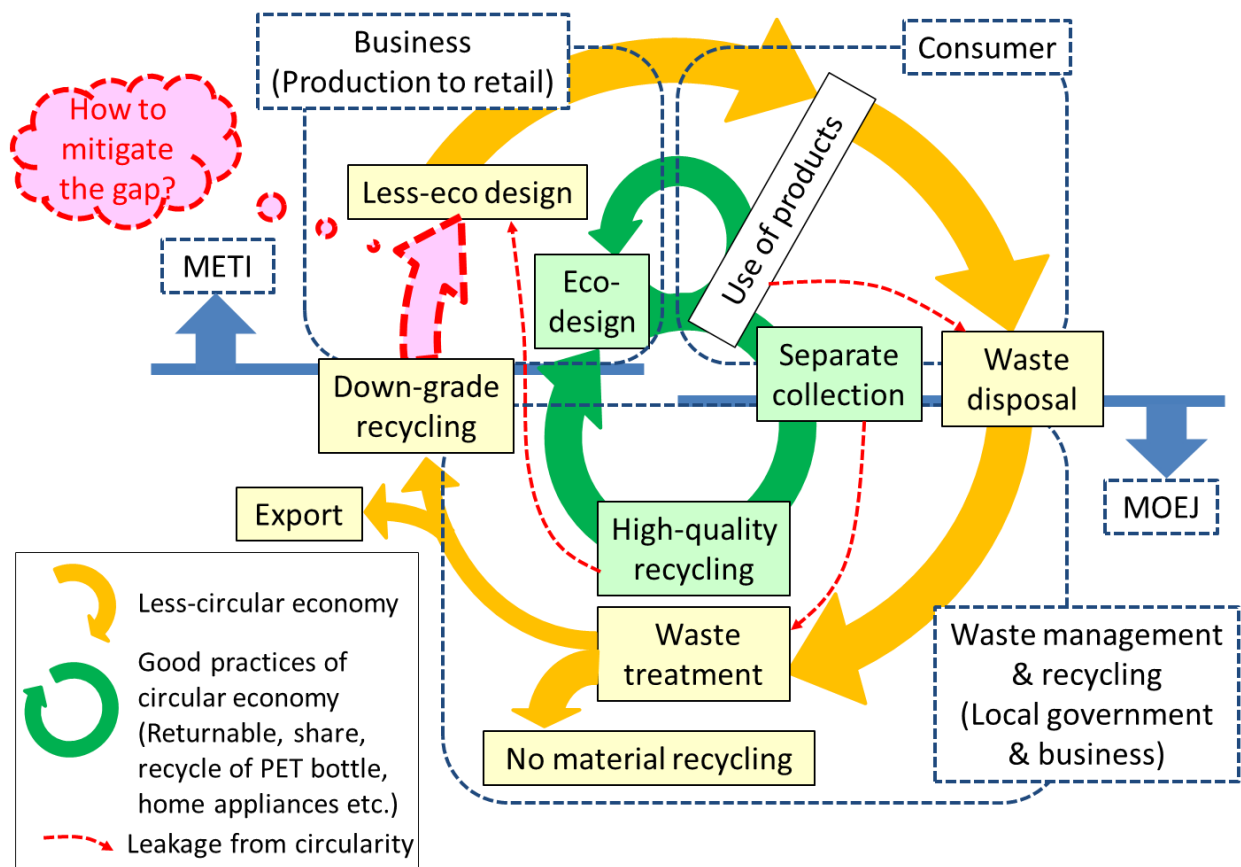 Business
(Production to retail)
Consumer
How to
mitigate
the gap?
Less-eco design
Use of products
METI
Eco-
design
Down-grade
recycling
Separate
collection
Waste
disposal
Export
High-quality
recycling
MOEJ
Waste
treatment
No material recycling
Waste management
& recycling
(Local government
& business)
Less-circular economy
Good practices of
circular economy
(Returnable, share,
recycle of PET bottle,
home appliances etc.)
Leakage from circularity